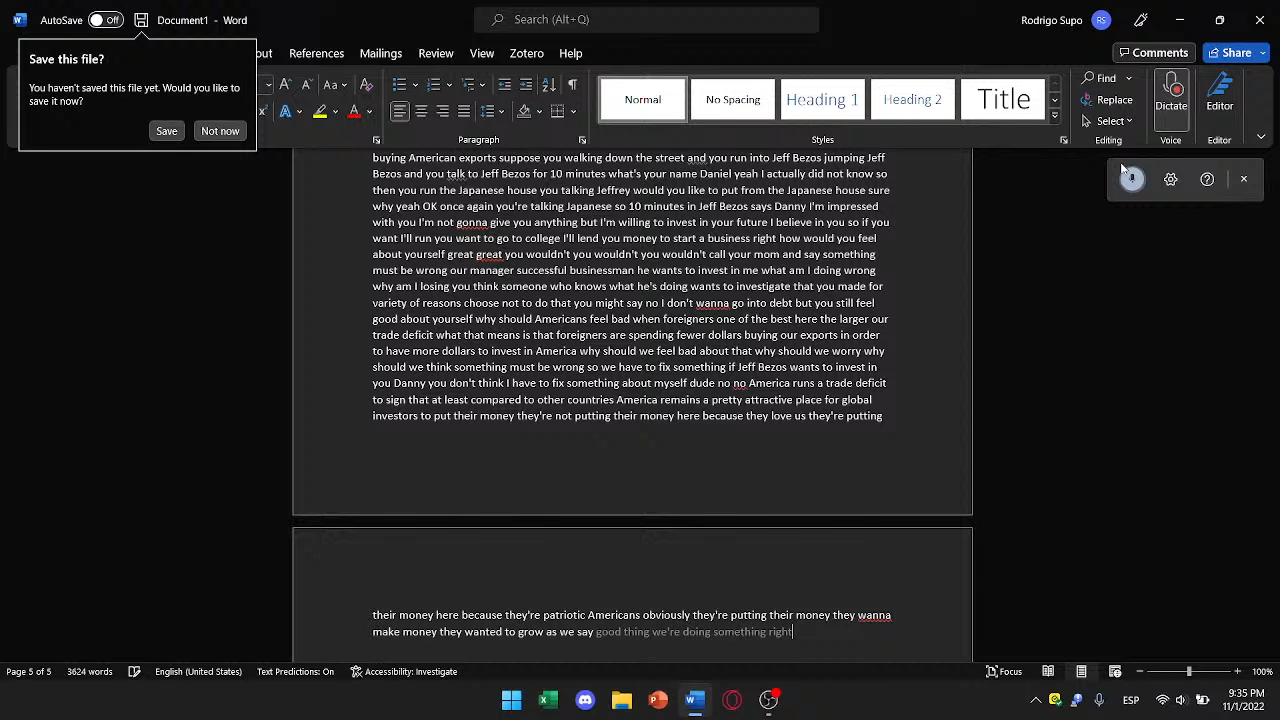 AutoSave Off Document1 - Word
Search (Alt+Q)
Rodrigo Supo RS
Save this file?
You haven't saved this file yet. Would you like to
save it now?
Save Not now
out References Mailings Review View Zotero Help
Comments Share
Aa
A A
Paragraph
Normal No Spacing Heading 1 Heading 2 Title
Styles
Find
Replace
Select
Editing
Dictate
Voice
Editor
Editor
buying American exports suppose you walking down the street and you run into Jeff Bezos jumping Jeff
Bezos and you talk to Jeff Bezos for 10 minutes what's your name Daniel yeah I actually did not know so
then you run the Japanese house you talking Jeffrey would you like to put from the Japanese house sure
why yeah OK once again you're talking Japanese so 10 minutes in Jeff Bezos says Danny I'm impressed
with you I'm not gonna give you anything but I'm willing to invest in your future I believe in you so if you
want I'll run you want to go to college I'll lend you money to start a business right how would you feel
about yourself great great you wouldn't you wouldn't you wouldn't call your mom and say something
must be wrong our manager successful businessman he wants to invest in me what am I doing wrong
why am I losing you think someone who knows what he's doing wants to investigate that you made for
variety of reasons choose not to do that you might say no I don't wanna go into debt but you still feel
good about yourself why should Americans feel bad when foreigners one of the best here the larger our
trade deficit what that means is that foreigners are spending fewer dollars buying our exports in order
to have more dollars to invest in America why should we feel bad about that why should we worry why
should we think something must be wrong so we have to fix something if Jeff Bezos wants to invest in
you Danny you don't think I have to fix something about myself dude no no America runs a trade deficit
to sign that at least compared to other countries America remains a pretty attractive place for global
investors to put their money they're not putting their money here because they love us they're putting
their money here because they're patriotic Americans obviously they're putting their money they wanna
make money they wanted to grow as we say good thing we're doing something right
Page 5 of 5 3624 words English (United States) Text Predictions: On Accessibility: Investigate
Focus 100%
ESP
9:35 PM
11/1/2022